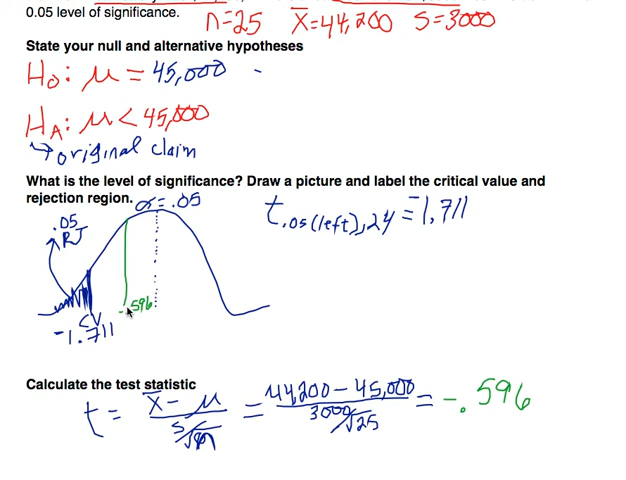 0.05 level of significance.
n=25 x̄=44,200 s=3000
State your null and alternative hypotheses
H₀: μ = 45,000 -
H_A: μ < 45,000
↳ original claim
What is the level of significance? Draw a picture and label the critical value and
rejection region. α=.05
t.05(left),24 = -1.711
.05
RJ
-.596
CV
-1.711
Calculate the test statistic
t = x̄ - μ / s/√n = 44,200 - 45,000 / 3000/√25 = -.596